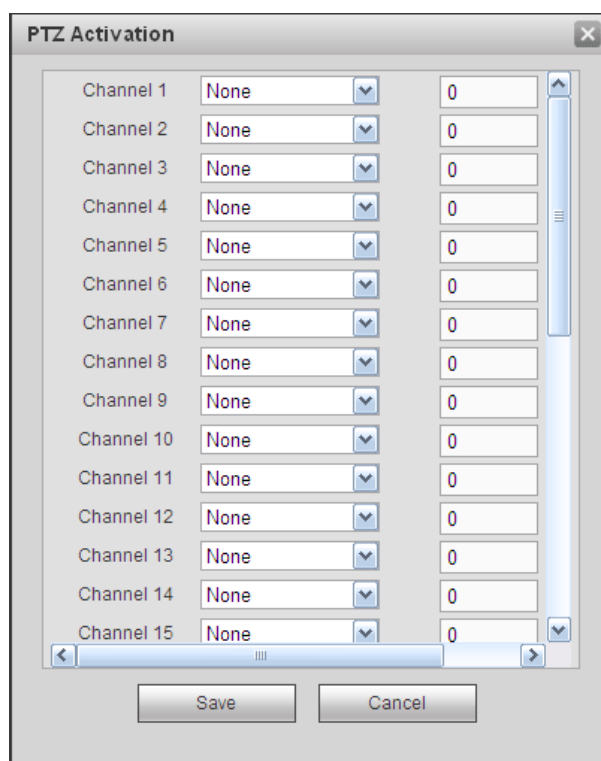 PTZ Activation
Channel 1 None 0
Channel 2 None 0
Channel 3 None 0
Channel 4 None 0
Channel 5 None 0
Channel 6 None 0
Channel 7 None 0
Channel 8 None 0
Channel 9 None 0
Channel 10 None 0
Channel 11 None 0
Channel 12 None 0
Channel 13 None 0
Channel 14 None 0
Channel 15 None 0
Save Cancel